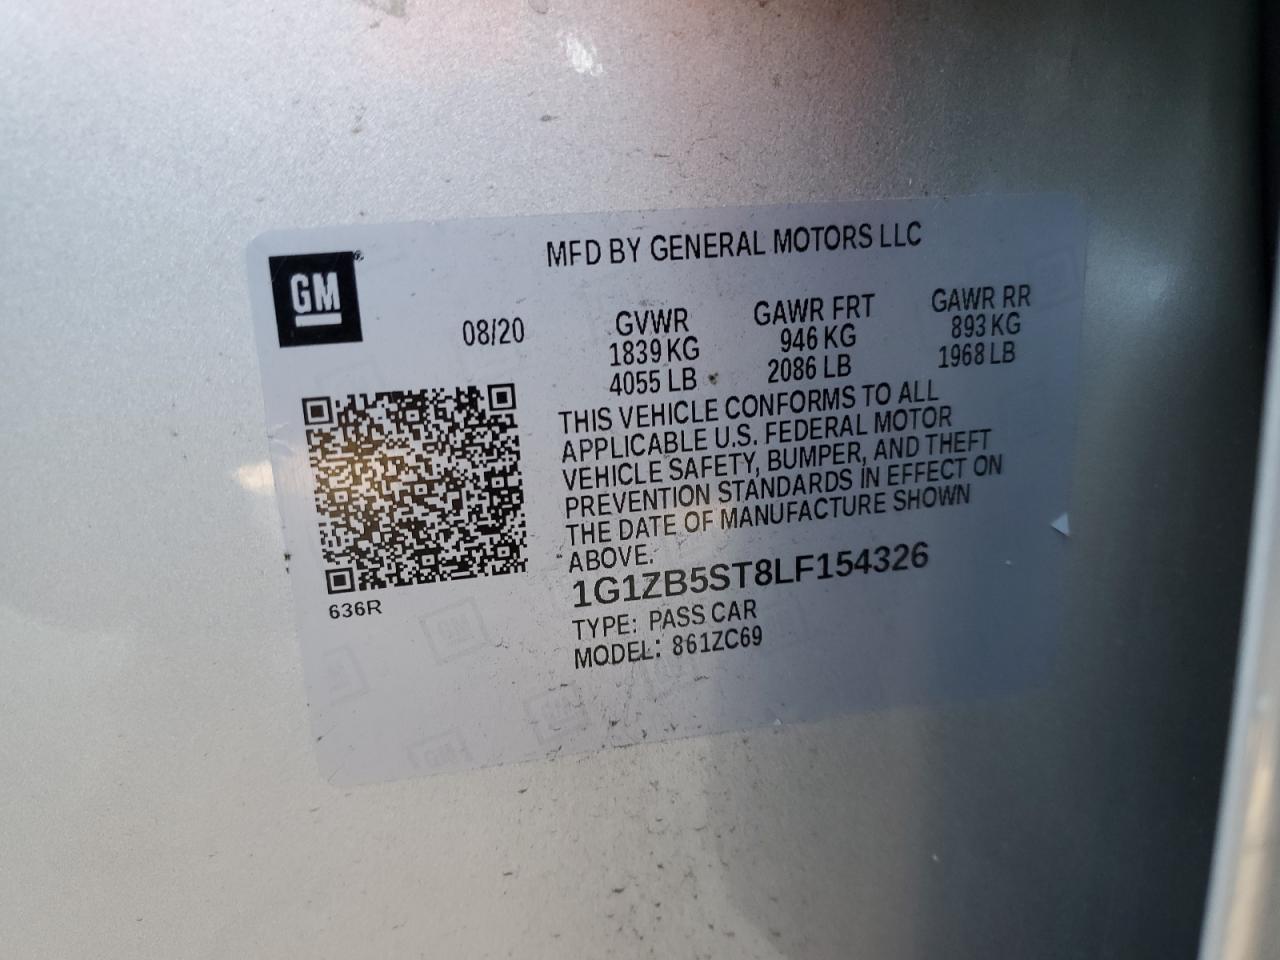 GM
MFD BY GENERAL MOTORS LLC
08/20
GVWR
1839 KG
4055 LB
GAWR FRT
946 KG
2086 LB
GAWR RR
893 KG
1968 LB
THIS VEHICLE CONFORMS TO ALL
APPLICABLE U.S. FEDERAL MOTOR
VEHICLE SAFETY, BUMPER, AND THEFT
PREVENTION STANDARDS IN EFFECT ON
THE DATE OF MANUFACTURE SHOWN
ABOVE.
1G1ZB5ST8LF154326
TYPE: PASS CAR
MODEL: 861ZC69
636R